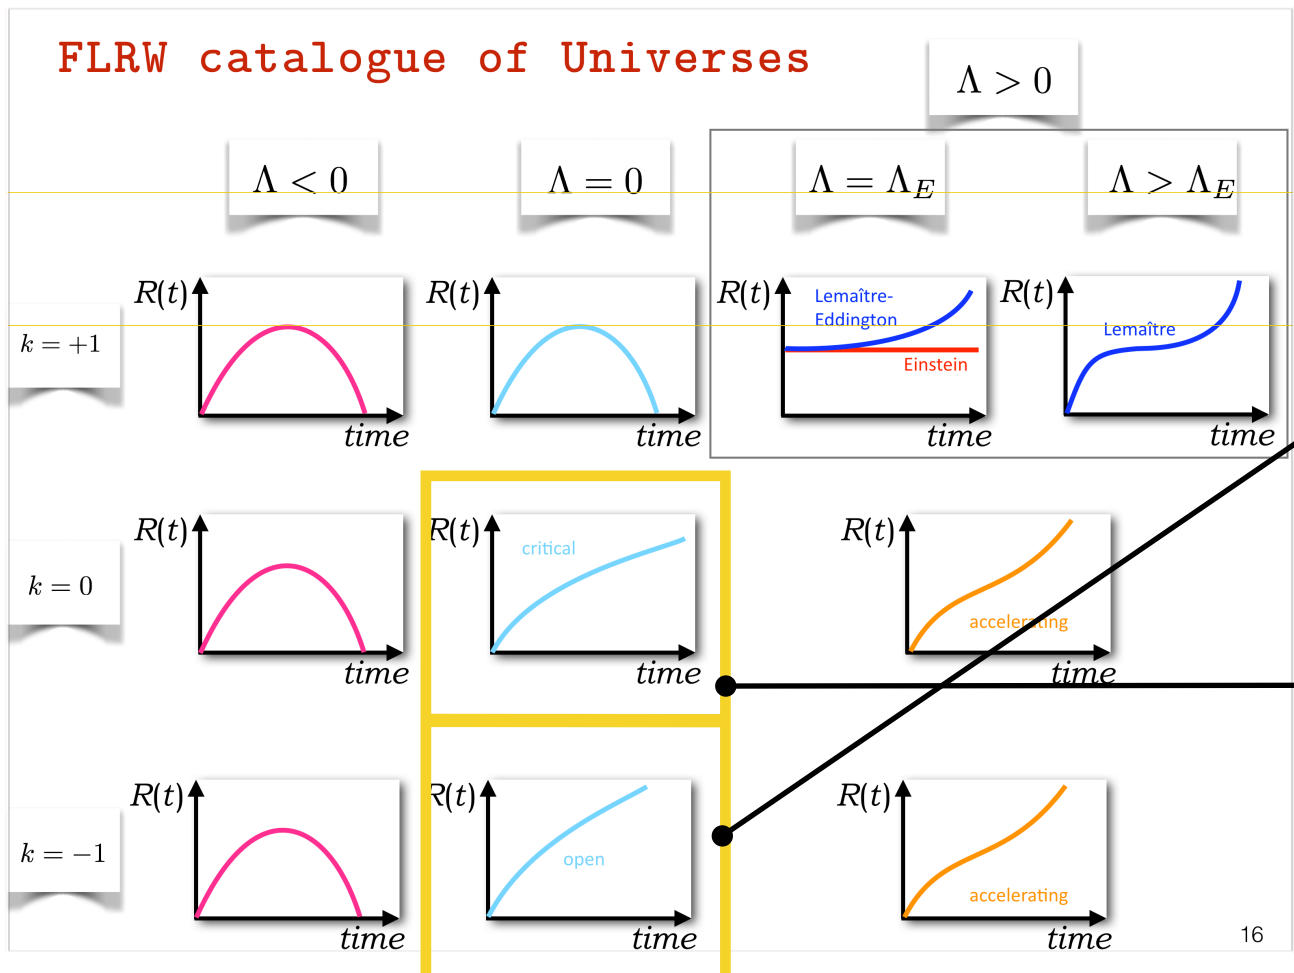 FLRW catalogue of Universes
Λ > 0
Λ < 0
Λ = 0
Λ = Λ_E
Λ > Λ_E
k = +1
R(t)
time
R(t)
time
R(t)
Lemaître-
Eddington
Einstein
time
R(t)
Lemaître
time
k = 0
R(t)
time
R(t)
critical
time
R(t)
accelerating
time
k = −1
R(t)
time
R(t)
open
time
R(t)
accelerating
time
16